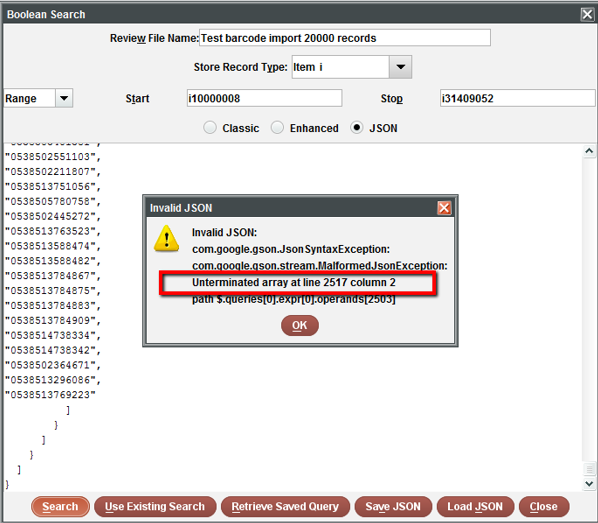 Boolean Search
Review File Name: Test barcode import 20000 records
Store Record Type: Item i
Range Start i10000008 Stop i31409052
Classic Enhanced JSON
"0538502551103",
"0538502211807",
"0538513751056",
"0538505780758",
"0538502445272",
"0538513763523",
"0538513588474",
"0538513588482",
"0538513784867",
"0538513784875",
"0538513784883",
"0538513784909",
"0538514738334",
"0538514738342",
"0538502364671",
"0538513296086",
"0538513769223"
]
}
]
}
]
}
Invalid JSON
Invalid JSON:
com.google.gson.JsonSyntaxException:
com.google.gson.stream.MalformedJsonException:
Unterminated array at line 2517 column 2
path $.queries[0].expr[0].operands[2503]
OK
Search Use Existing Search Retrieve Saved Query Save JSON Load JSON Close